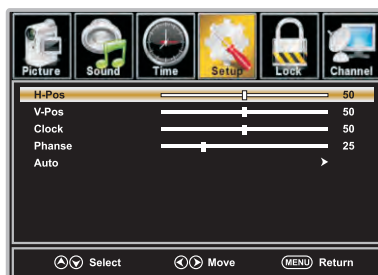 Picture Sound Time Setup Lock Channel
H-Pos 50
V-Pos 50
Clock 50
Phanse 25
Auto
Select Move MENU Return